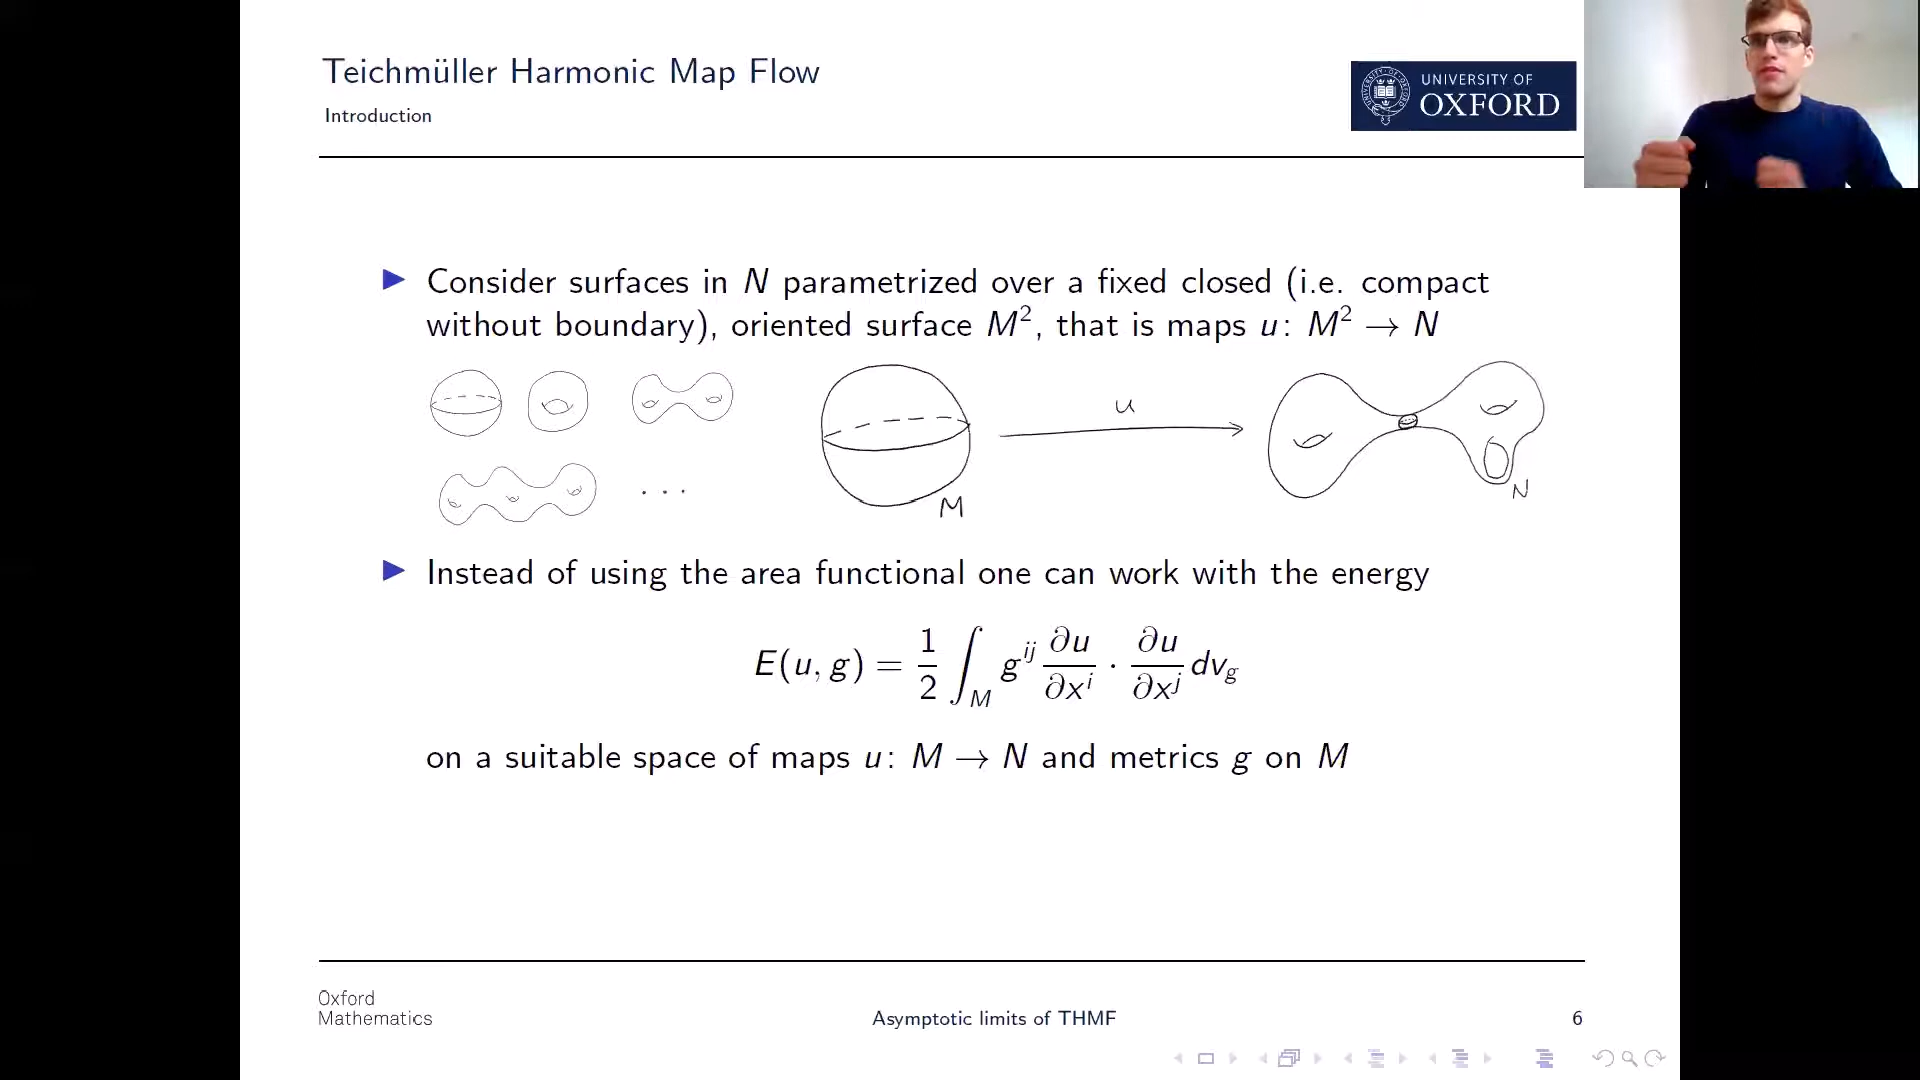 Teichmüller Harmonic Map Flow
Introduction
UNIVERSITY OF
OXFORD
Consider surfaces in N parametrized over a fixed closed (i.e. compact
without boundary), oriented surface M², that is maps u: M² → N
u
M
N
. . .
Instead of using the area functional one can work with the energy
E(u, g) = 1/2 ∫_M g^{ij} ∂u/∂x^i · ∂u/∂x^j dv_g
on a suitable space of maps u: M → N and metrics g on M
Oxford
Mathematics
Asymptotic limits of THMF
6